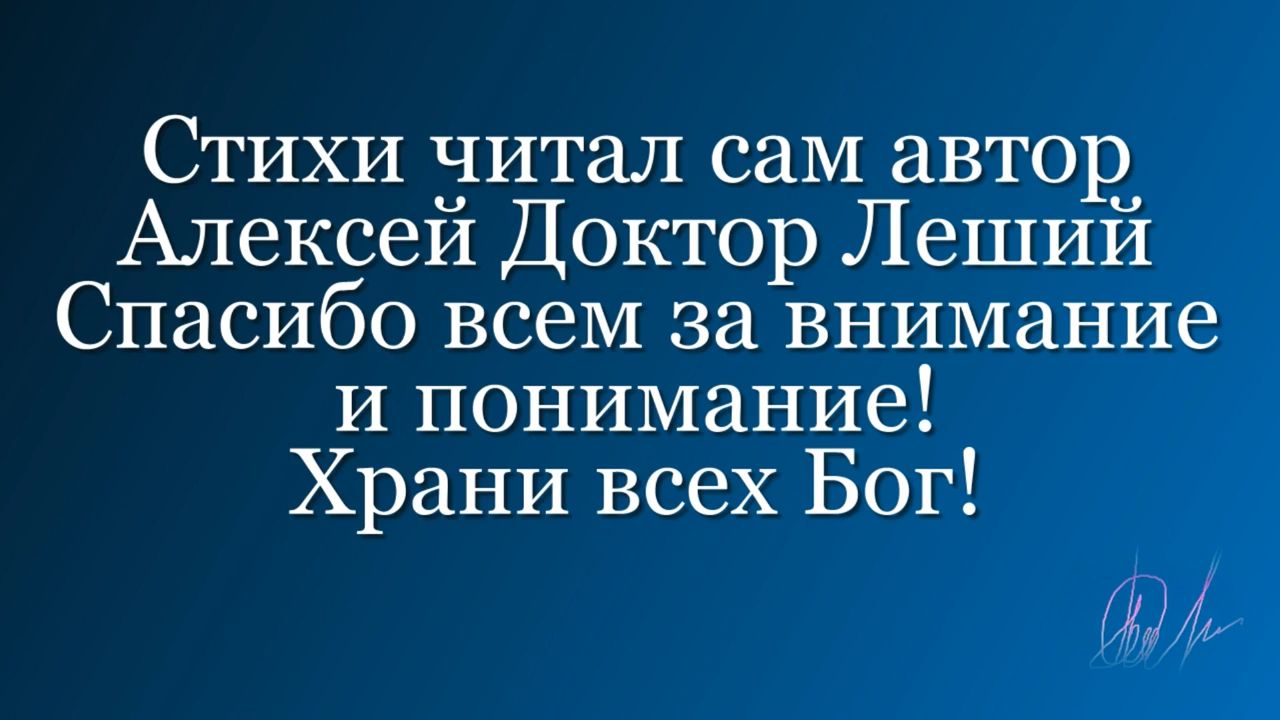 Стихи читал сам автор
Алексей Доктор Леший
Спасибо всем за внимание
и понимание!
Храни всех Бог!